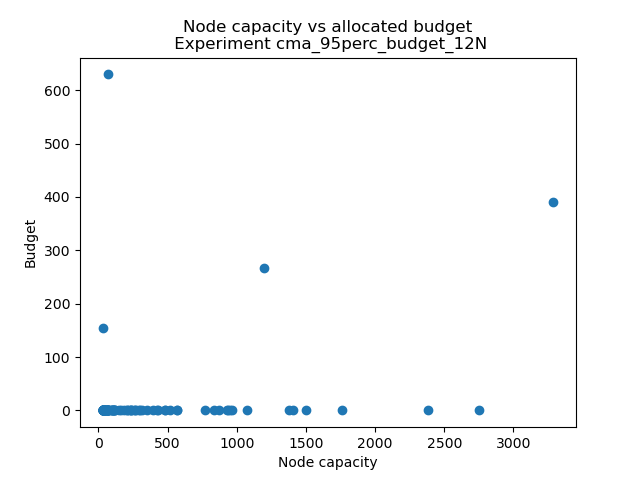 Node capacity vs allocated budget
Experiment cma_95perc_budget_12N
600
500
400
300
200
100
0
Budget
0 500 1000 1500 2000 2500 3000
Node capacity